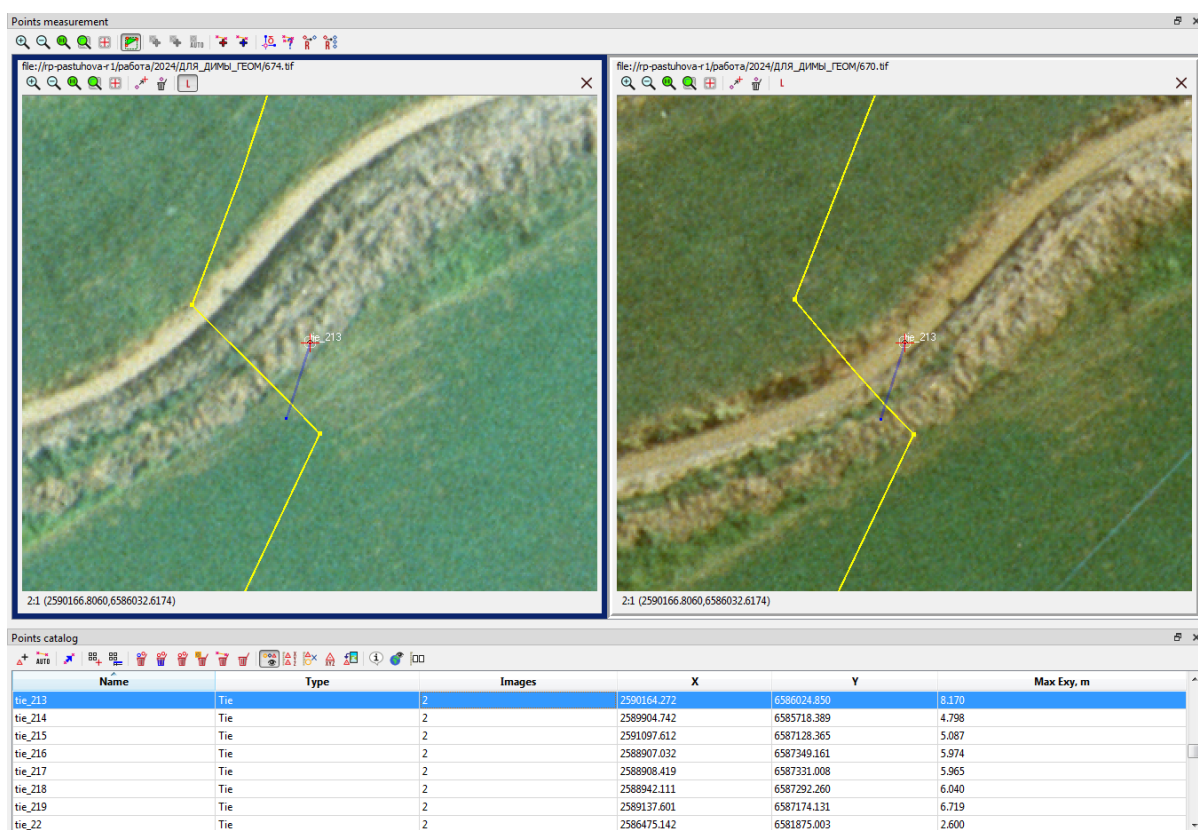 Points measurement
AUTO R R
file://rp-pastuhova-r1/работа/2024/ДЛЯ_ДИМЫ_ГЕОМ/674.tif
L
tie_213
2:1 (2590166.8060,6586032.6174)
file://rp-pastuhova-r1/работа/2024/ДЛЯ_ДИМЫ_ГЕОМ/670.tif
L
tie_213
2:1 (2590166.8060,6586032.6174)
Points catalog
AUTO
Name Type Images X Y Max Exy, m
tie_213 Tie 2 2590164.272 6586024.850 8.170
tie_214 Tie 2 2589904.742 6585718.389 4.798
tie_215 Tie 2 2591097.612 6587128.365 5.087
tie_216 Tie 2 2588907.032 6587349.161 5.974
tie_217 Tie 2 2588908.419 6587331.008 5.965
tie_218 Tie 2 2588942.111 6587292.260 6.040
tie_219 Tie 2 2589137.601 6587174.131 6.719
tie_22 Tie 2 2586475.142 6581875.003 2.600